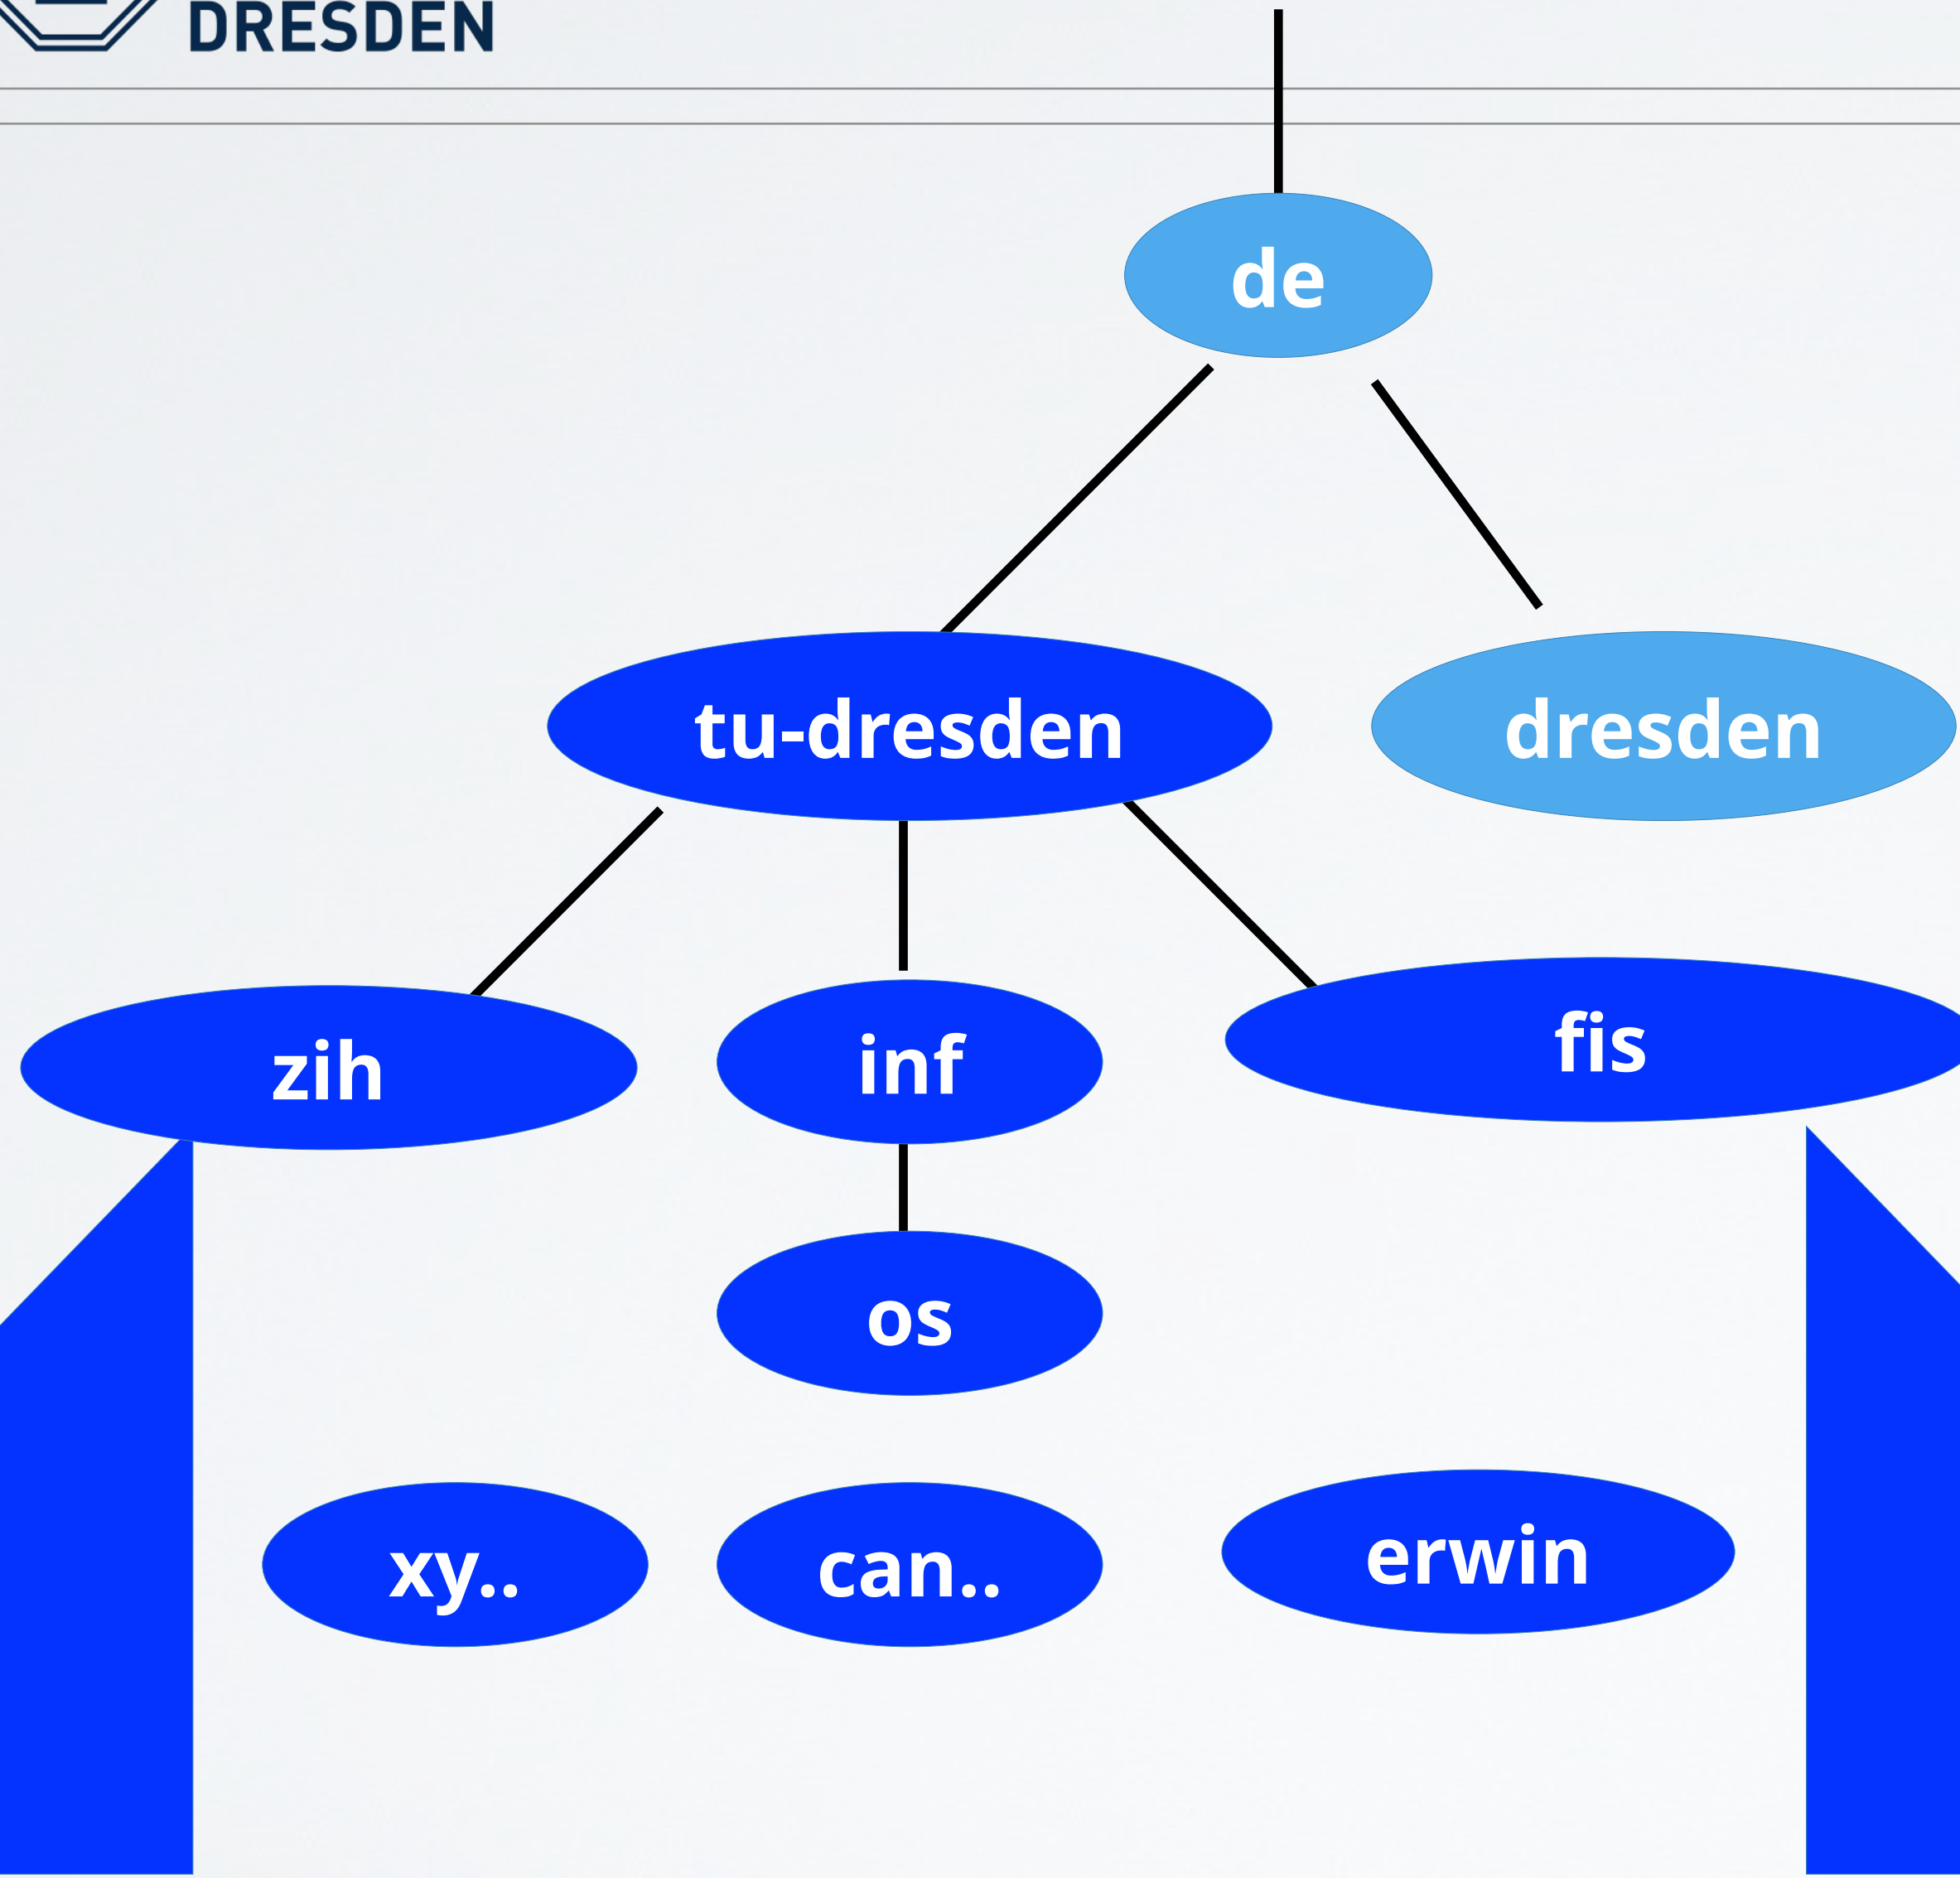 DRESDEN
de
tu-dresden
dresden
zih
inf
fis
os
xy..
can..
erwin